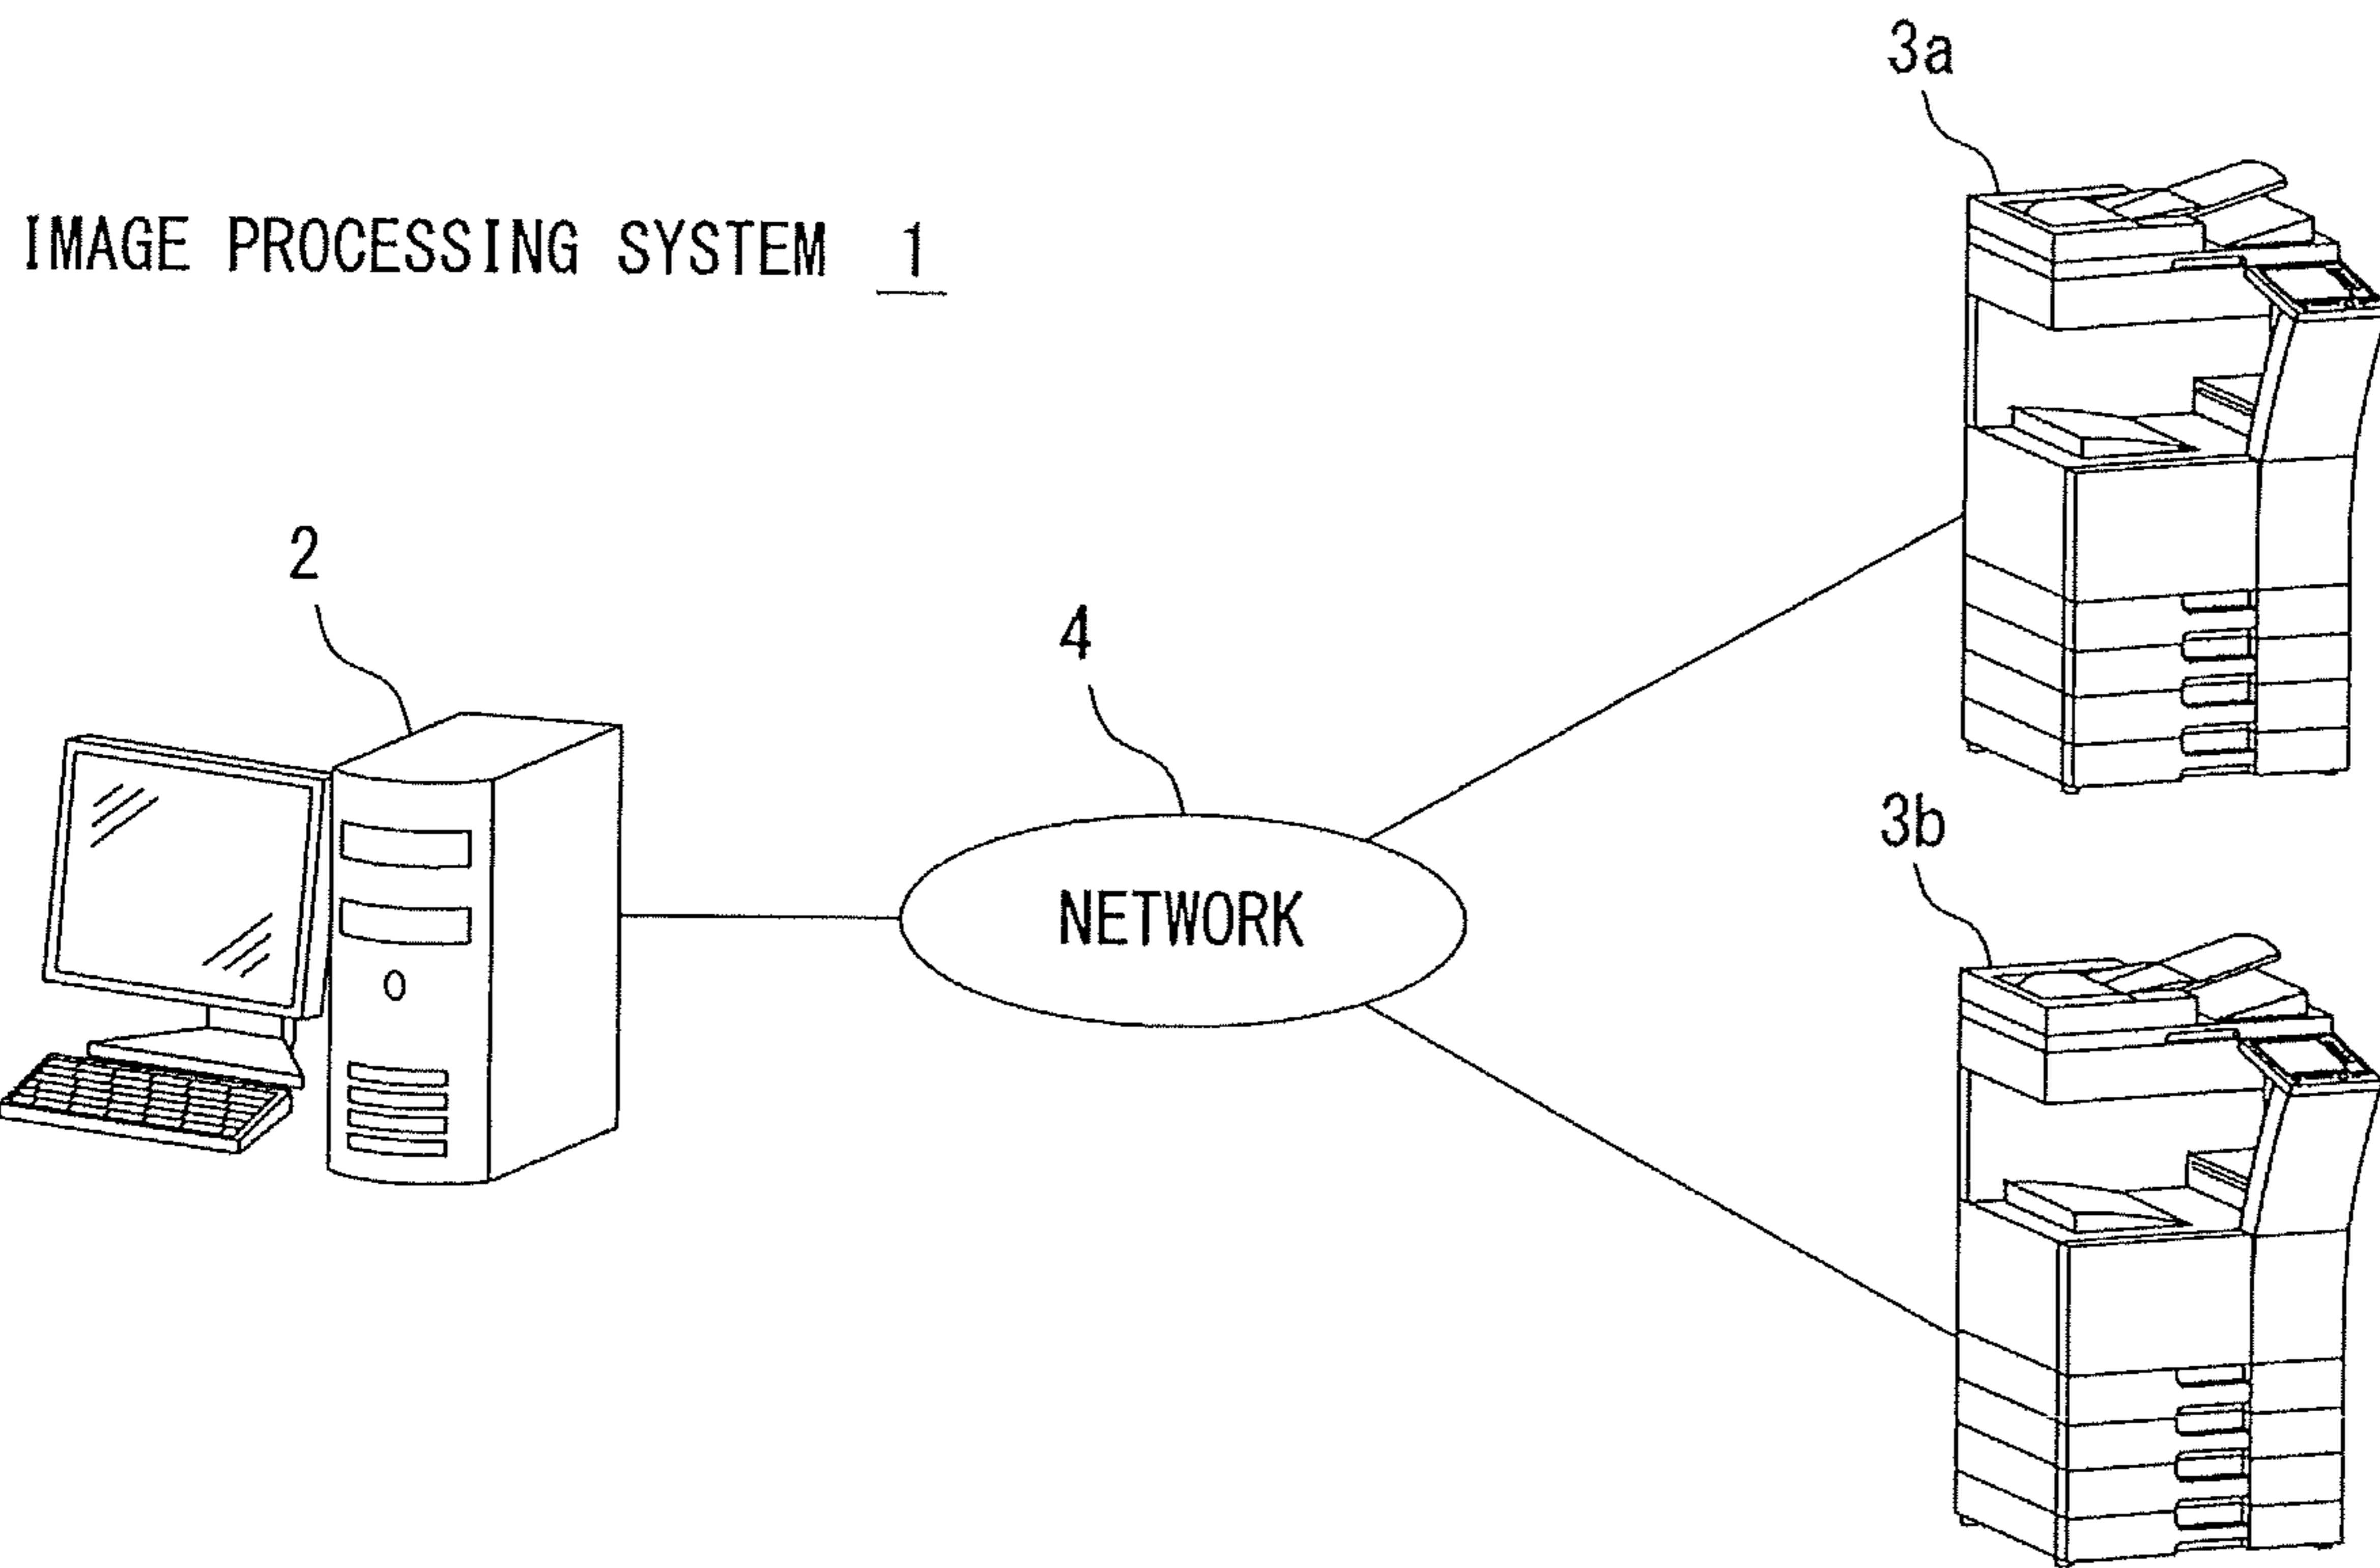 3a
IMAGE PROCESSING SYSTEM 1
2
4
3b
NETWORK